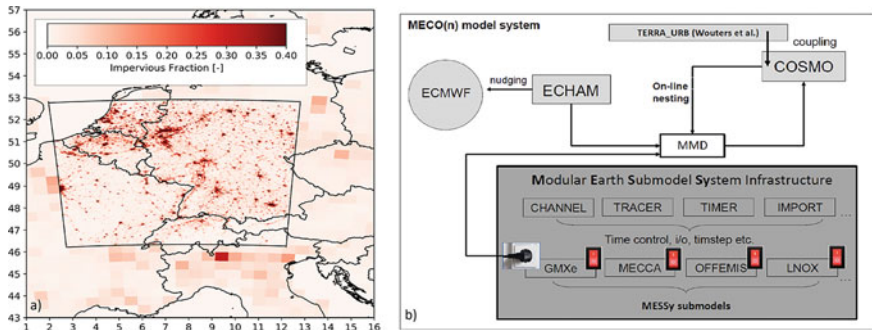 57
56
55
54
53
52
51
50
49
48
47
46
45
44
43
0.00 0.05 0.10 0.15 0.20 0.25 0.30 0.35 0.40
Impervious Fraction [-]
a)
1 2 3 4 5 6 7 8 9 10 11 12 13 14 15 16
MECO(n) model system
TERRA_URB (Wouters et al.)
coupling
COSMO
ECMWF
nudging
ECHAM
On-line
nesting
MMD
Modular Earth Submodel System Infrastructure
CHANNEL TRACER TIMER IMPORT ...
Time control, i/o, timstep etc.
GMXe MECCA OFFEMIS LNOX ...
MESSy submodels
b)